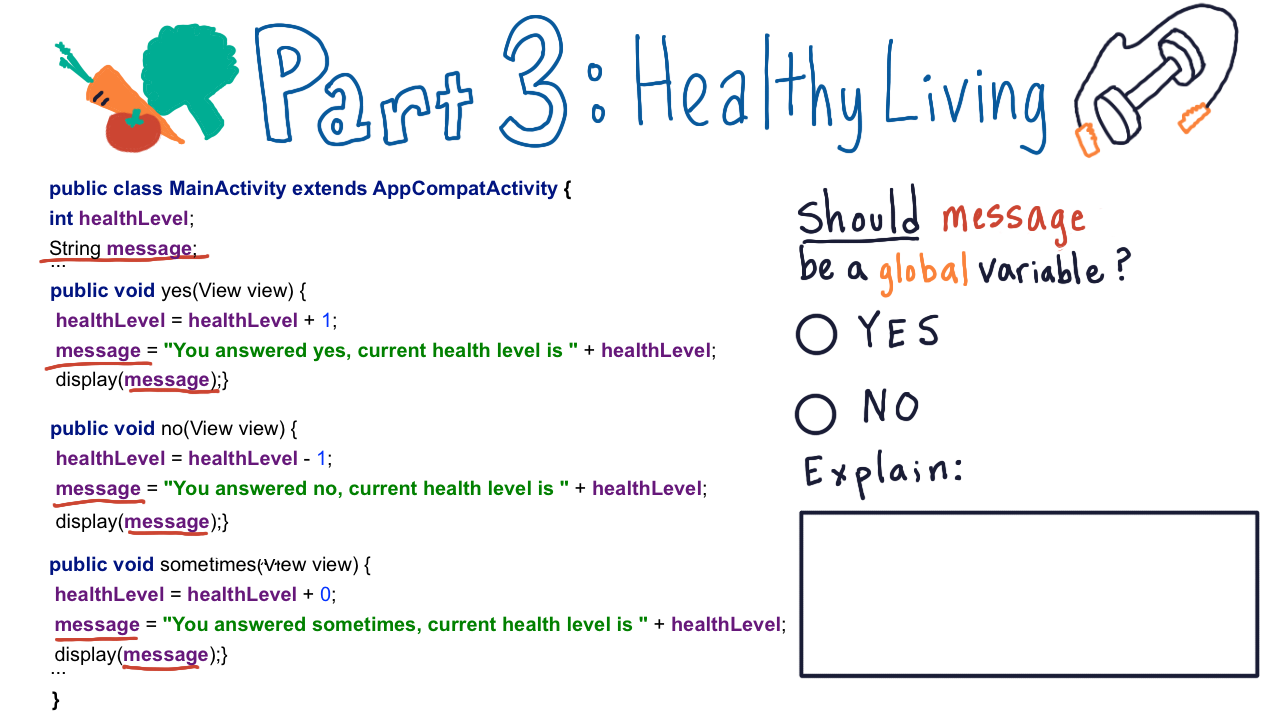 Part 3: Healthy Living
public class MainActivity extends AppCompatActivity {
int healthLevel;
String message;
...
public void yes(View view) {
healthLevel = healthLevel + 1;
message = "You answered yes, current health level is " + healthLevel;
display(message);}
public void no(View view) {
healthLevel = healthLevel - 1;
message = "You answered no, current health level is " + healthLevel;
display(message);}
public void sometimes(View view) {
healthLevel = healthLevel + 0;
message = "You answered sometimes, current health level is " + healthLevel;
display(message);}
...
}
Should message
be a global variable?
YES
NO
Explain: